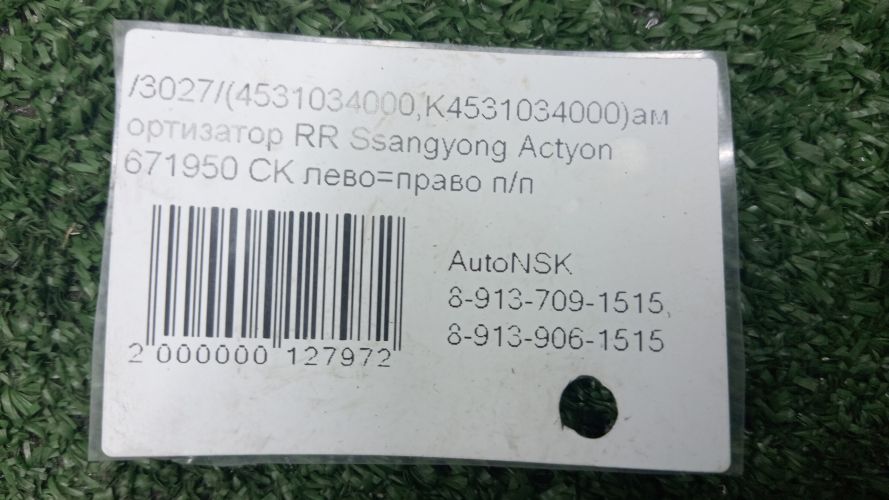 /3027/(4531034000,K4531034000)ам
ортизатор RR Ssangyong Actyon
671950 СК лево=право п/п
AutoNSK
8-913-709-1515,
8-913-906-1515
2 000000 127972